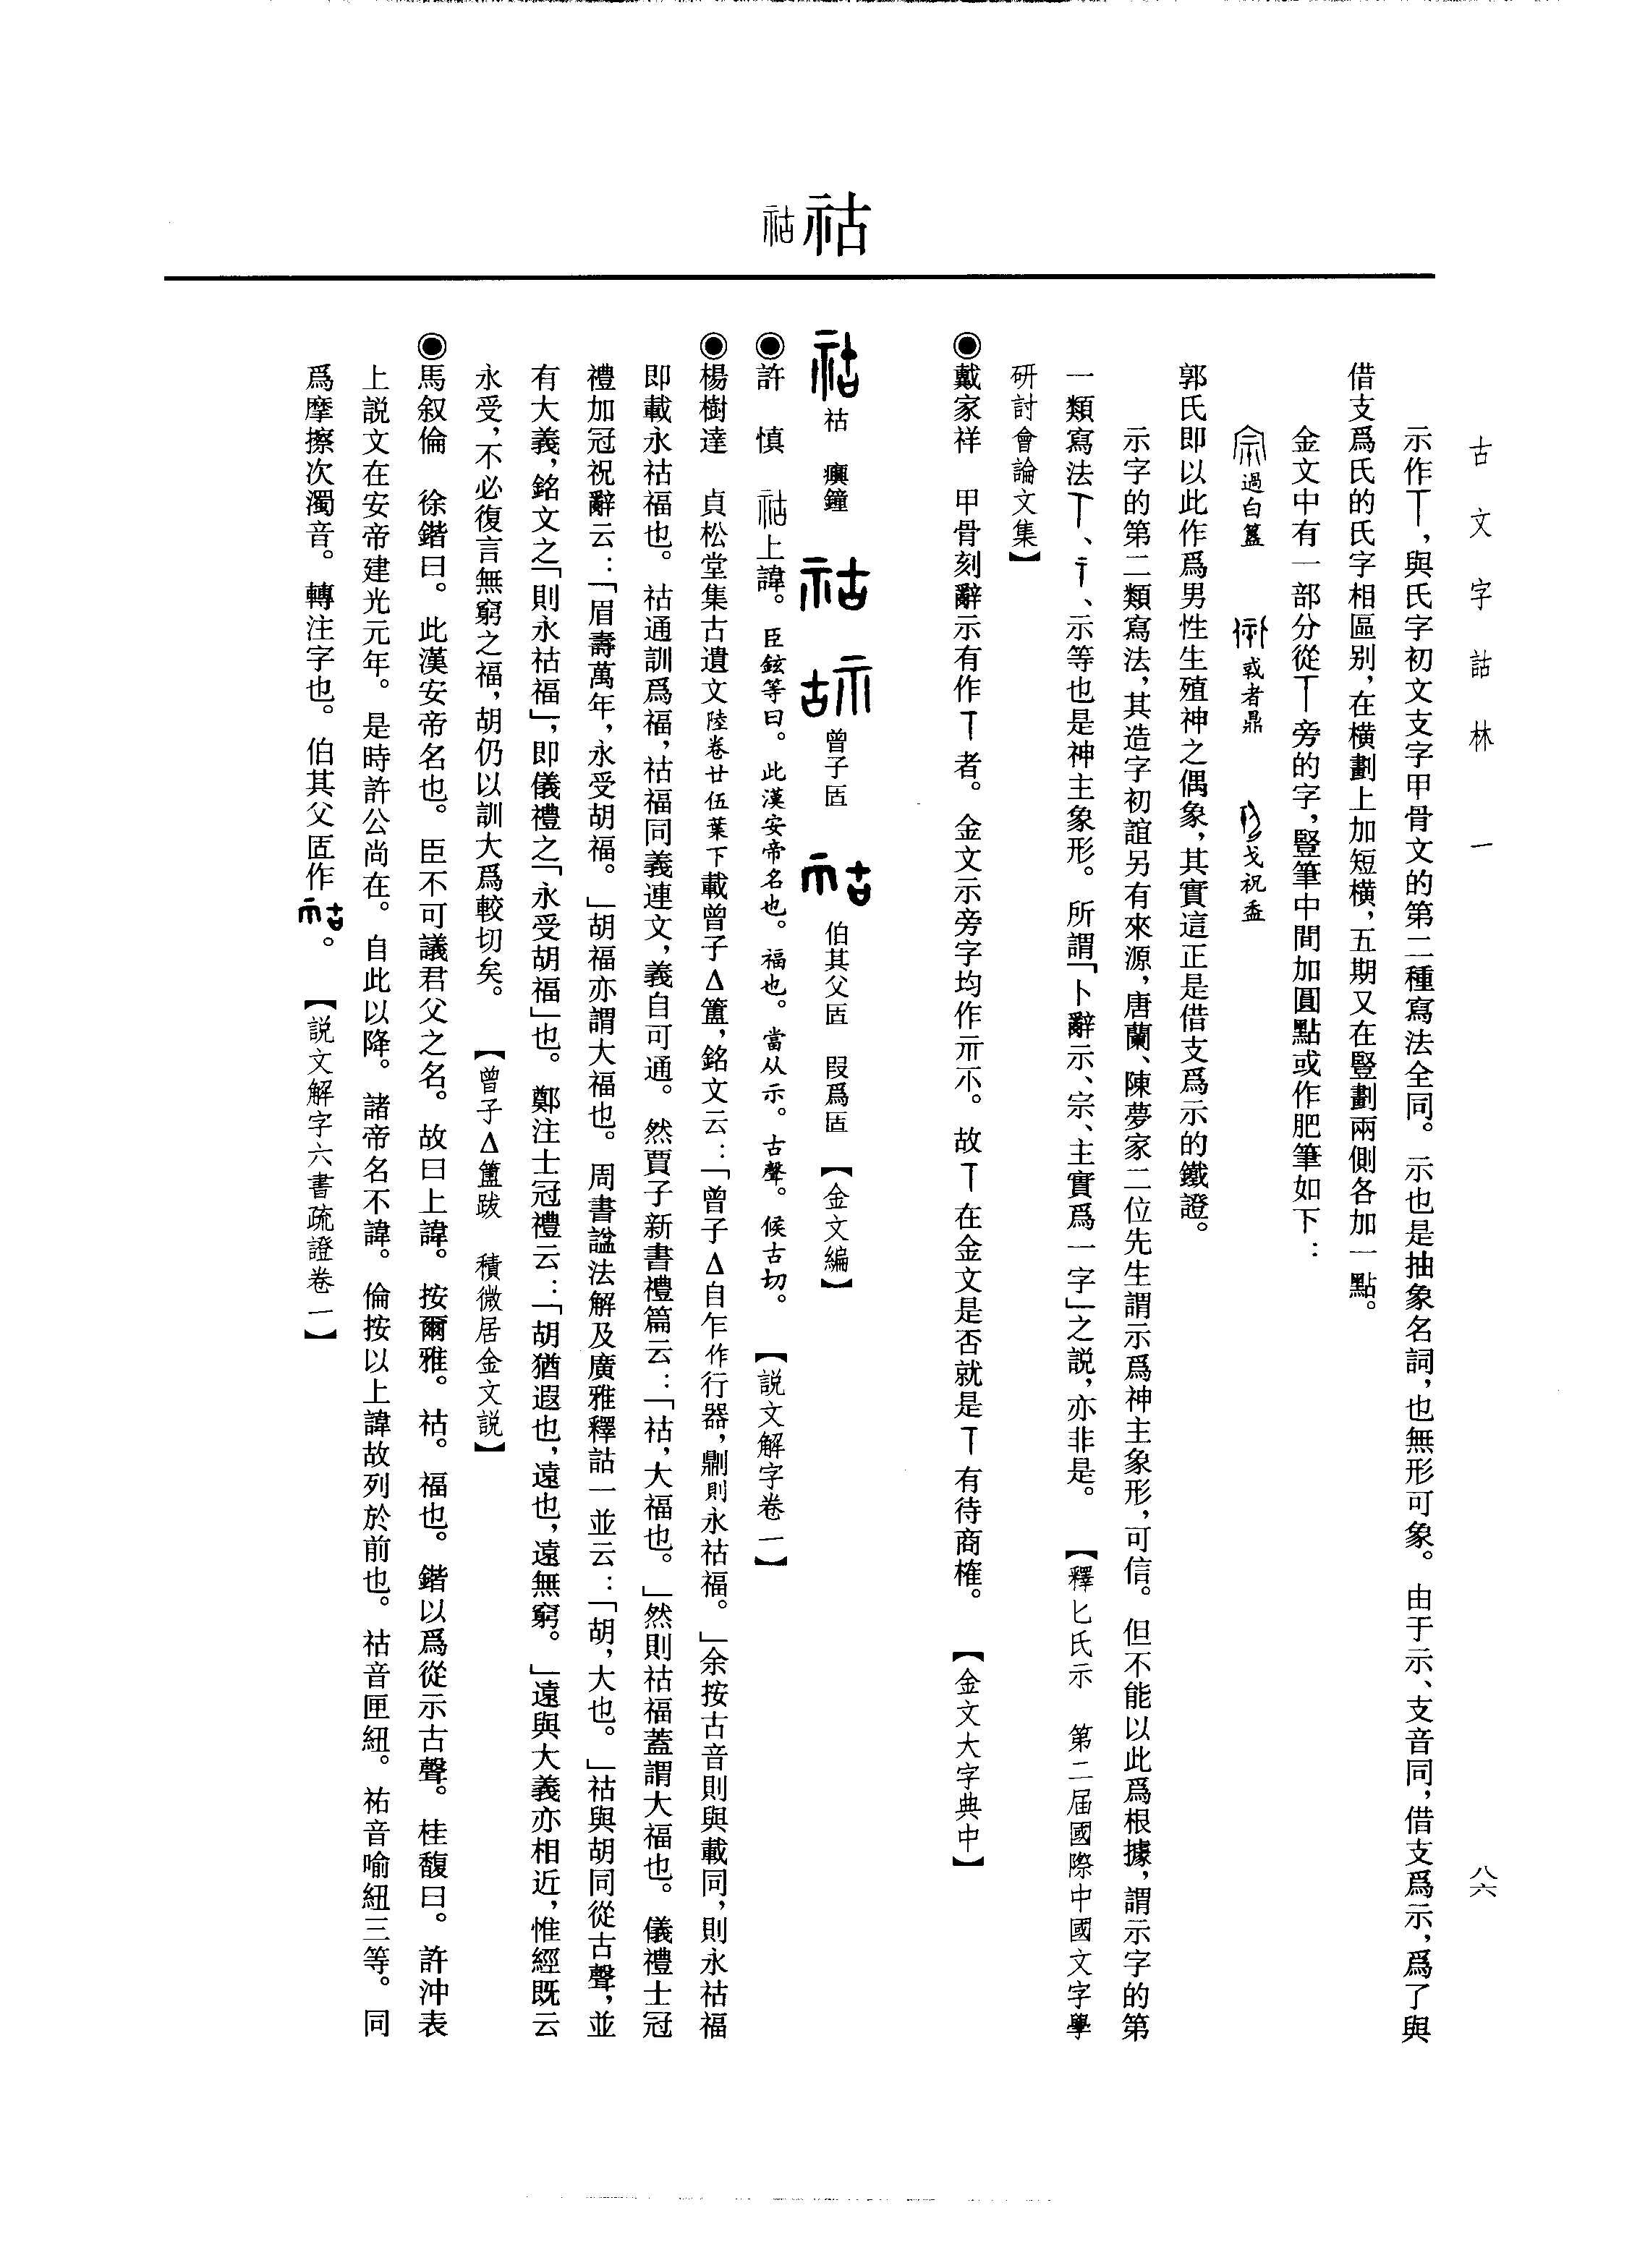 古文字詁林 一
八六
祜
示作丅，與氏字初文支字甲骨文的第二種寫法全同。示也是抽象名詞，也無形可象。由于示、支音同，借支爲示，爲了與
借支爲氏的氏字相區別，在橫劃上加短橫，五期又在豎劃兩側各加一點。
金文中有一部分從丅旁的字，豎筆中間加圓點或作肥筆如下：
過白簋 㦰者鼎 戈祝盉
郭氏即以此作爲男性生殖神之偶象，其實這正是借支爲示的鐵證。
示字的第二類寫法，其造字初誼另有來源，唐蘭、陳夢家二位先生謂示爲神主象形，可信。但不能以此爲根據，謂示字的第
一類寫法丅、、示等也是神主象形。所謂「卜辭示、宗、主實爲一字」之説，亦非是。【釋匕氏示 第二届國際中國文字學
研討會論文集】
◉戴家祥 甲骨刻辭示有作丅者。金文示旁字均作。故丅在金文是否就是丅有待商榷。【金文大字典中】
祜 𤼈鐘 曾子𠤳 伯其父𠤳 叚爲𠤳 【金文編】
◉許 慎 祜上諱。臣鉉等曰。此漢安帝名也。福也。當从示。古聲。候古切。【説文解字卷一】
◉楊樹達 貞松堂集古遺文陸卷廿伍葉下載曾子△簠，銘文云：「曾子△自乍作行器，鼎則永祜福。」余按古音則與載同，則永祜福
即載永祜福也。祜通訓爲福，祜福同義連文，義自可通。然賈子新書禮篇云：「祜，大福也。」然則祜福蓋謂大福也。儀禮士冠
禮加冠祝辭云：「眉壽萬年，永受胡福。」胡福亦謂大福也。周書謚法解及廣雅釋詁一並云：「胡，大也。」祜與胡同從古聲，並
有大義，銘文之「則永祜福」，即儀禮之「永受胡福」也。鄭注士冠禮云：「胡猶遐也，遠也，遠無窮。」遠與大義亦相近，惟經既云
永受，不必復言無窮之福，胡仍以訓大爲較切矣。【曾子△簠跋 積微居金文説】
◉馬叙倫 徐鍇曰。此漢安帝名也。臣不可議君父之名。故曰上諱。按爾雅。祜。福也。鍇以爲從示古聲。桂馥曰。許沖表
上説文在安帝建光元年。是時許公尚在。自此以降。諸帝名不諱。倫按以上諱故列於前也。祜音匣紐。祐音喻紐三等。同
爲摩擦次濁音。轉注字也。伯其父𠤳作。【説文解字六書疏證卷一】